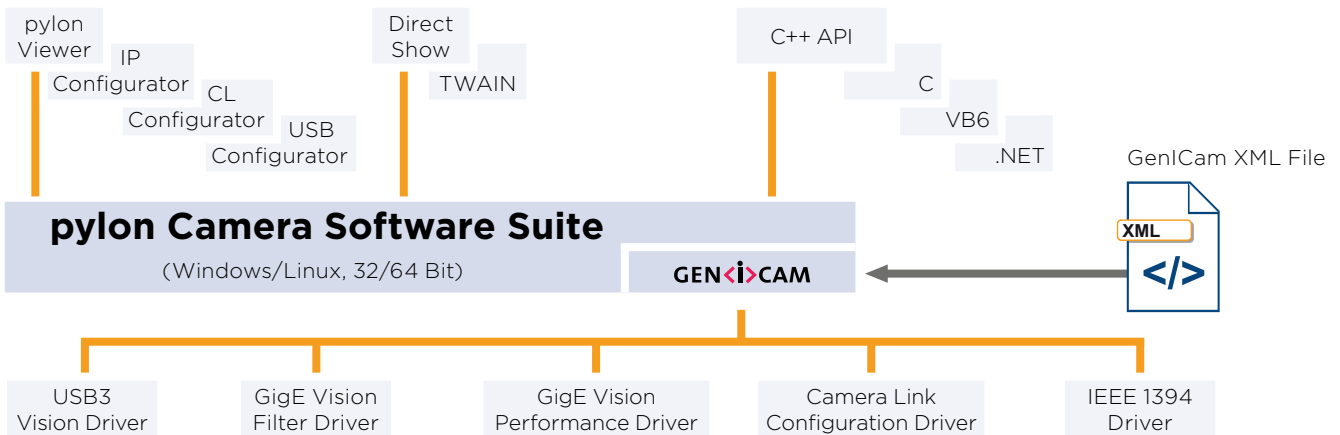 pylon
Viewer
IP
Configurator
CL
Configurator
USB
Configurator
Direct
Show
TWAIN
C++ API
C
VB6
.NET
GenICam XML File
XML
</>
pylon Camera Software Suite
(Windows/Linux, 32/64 Bit)
GEN<i>CAM
USB3
Vision Driver
GigE Vision
Filter Driver
GigE Vision
Performance Driver
Camera Link
Configuration Driver
IEEE 1394
Driver